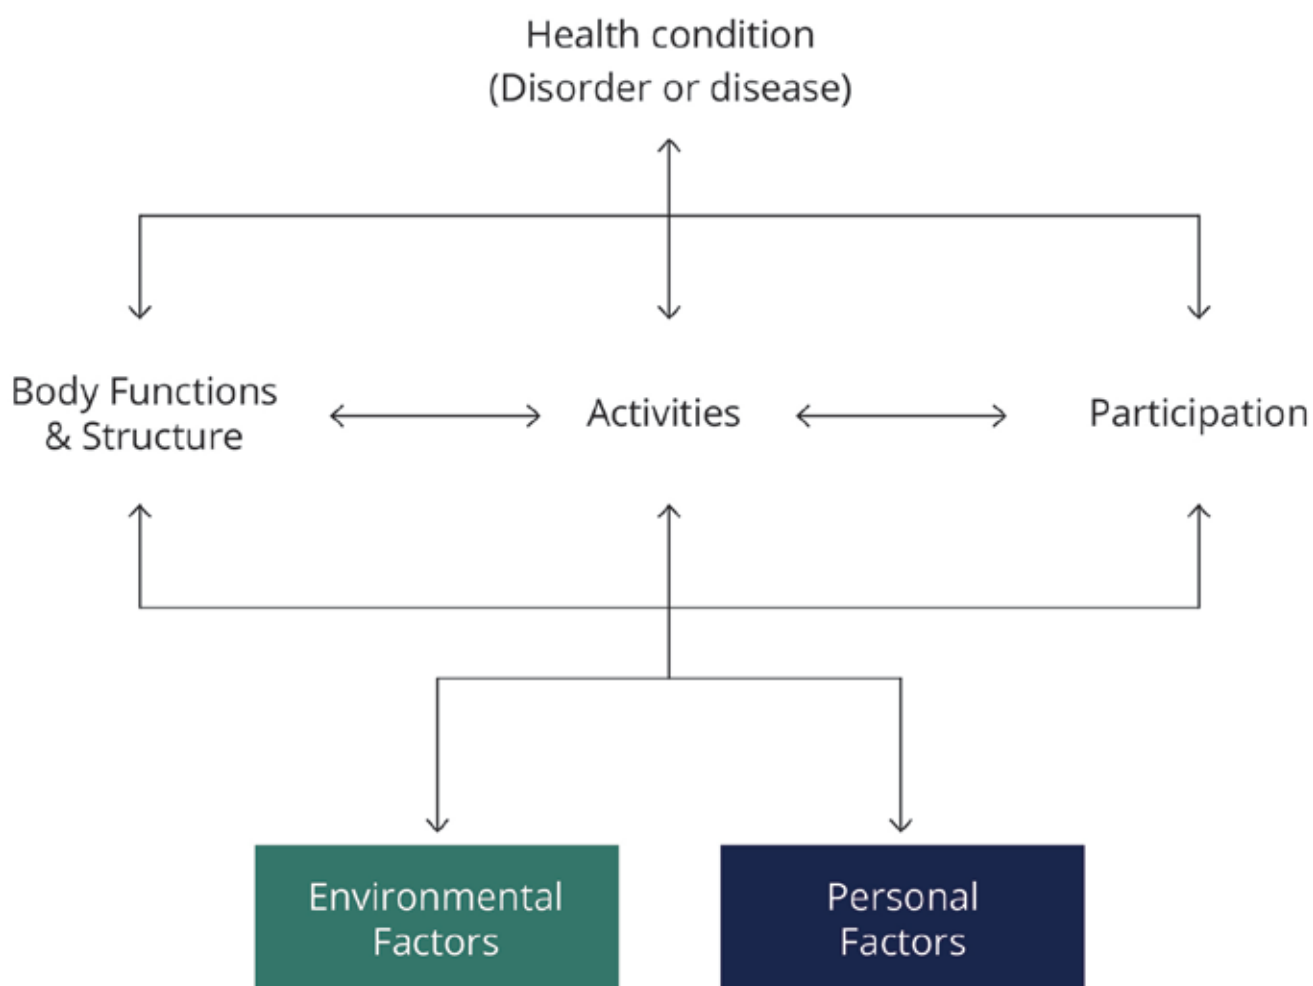 Health condition
(Disorder or disease)
Body Functions
& Structure
Activities
Participation
Environmental
Factors
Personal
Factors